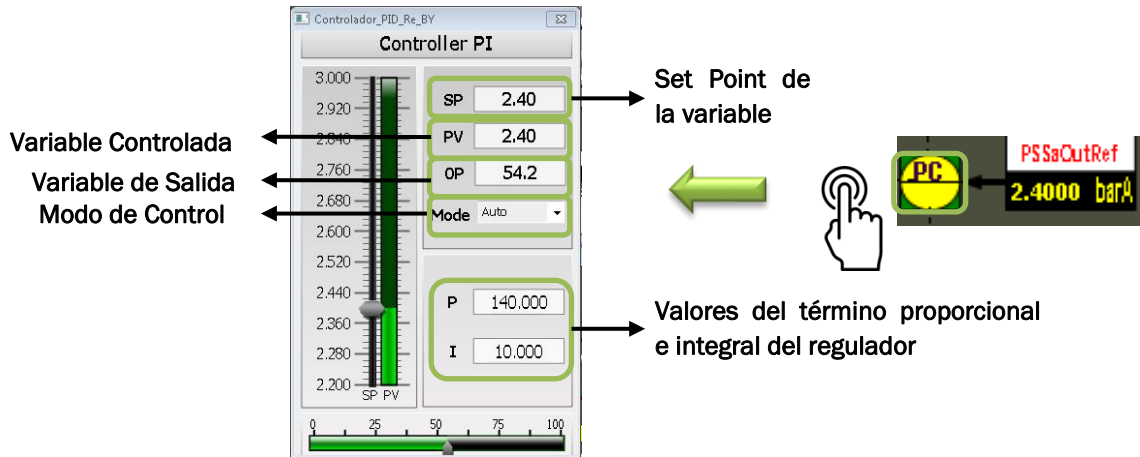 Controlador_PID_Re_BY
Controller PI
3.000
2.920
2.840
2.760
2.680
2.600
2.520
2.440
2.360
2.280
2.200
SP PV
SP 2.40
PV 2.40
OP 54.2
Mode Auto
P 140.000
I 10.000
0 25 50 75 100
Variable Controlada
Variable de Salida
Modo de Control
Set Point de
la variable
Valores del término proporcional
e integral del regulador
PC
PSSaOutRef
2.4000 barA